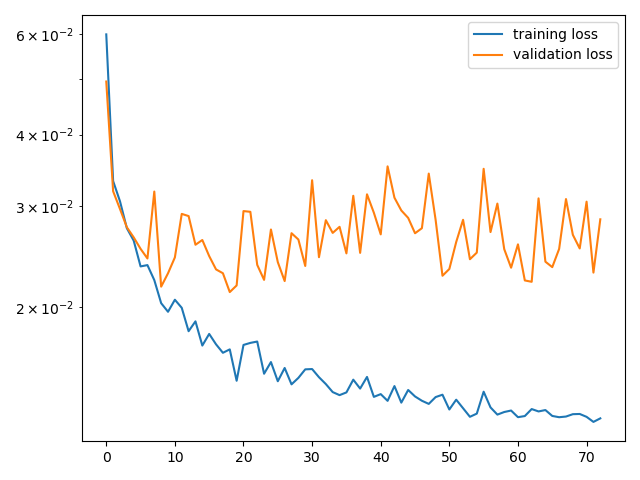 6 × 10⁻²
4 × 10⁻²
3 × 10⁻²
2 × 10⁻²
training loss
validation loss
0 10 20 30 40 50 60 70